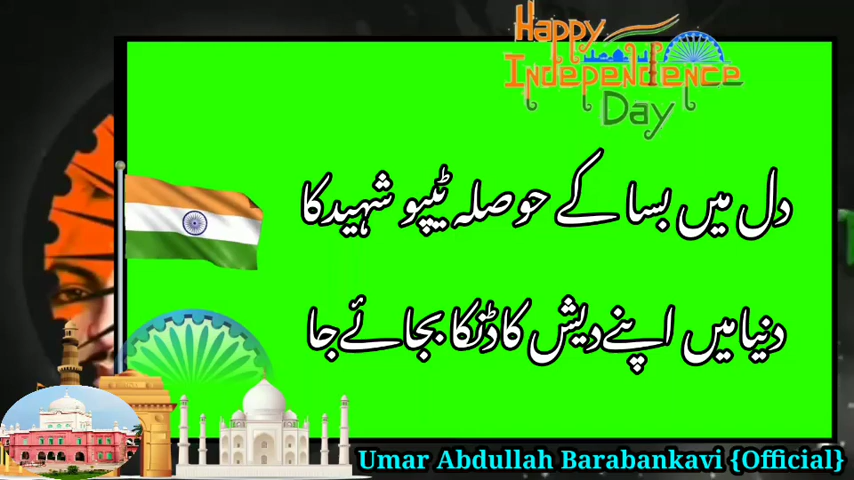 Happy
Independence
Day
دل میں بسا کے حوصلہ ٹیپو شہید کا
دنیا میں اپنے دیش کا ڈنکا بجائے جا
Umar Abdullah Barabankavi {Official}